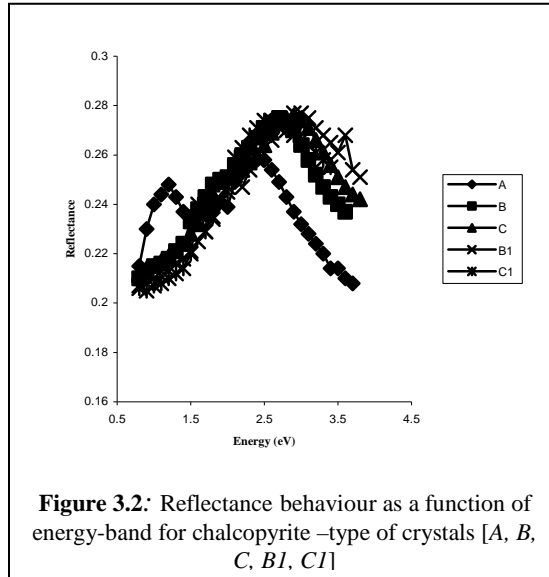 0.3
0.28
0.26
0.24
0.22
0.2
0.18
0.16
0.5 1.5 2.5 3.5 4.5
Reflectance
Energy (eV)
A
B
C
B1
C1
Figure 3.2: Reflectance behaviour as a function of
energy-band for chalcopyrite –type of crystals [A, B,
C, B1, C1]